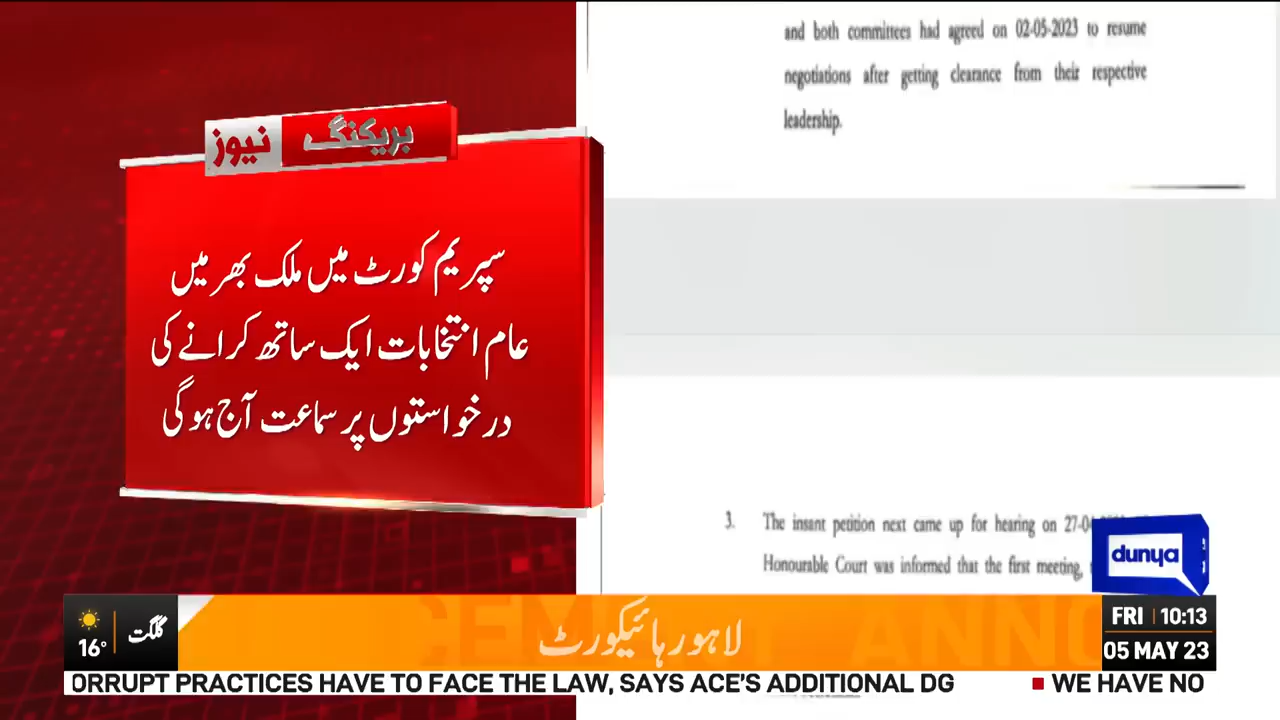 and both committees had agreed on 02-05-2023 to resume
negotiations after getting clearance from their respective
leadership.
بریکنگ نیوز
سپریم کورٹ میں ملک بھر میں
عام انتخابات ایک ساتھ کرانے کی
درخواستوں پر سماعت آج ہوگی
3. The insant petition next came up for hearing on
Honourable Court was informed that the first meeting,
dunya
16° گلگت
لاہور ہائیکورٹ
FRI 10:13
05 MAY 23
ORRUPT PRACTICES HAVE TO FACE THE LAW, SAYS ACE'S ADDITIONAL DG ■ WE HAVE NO